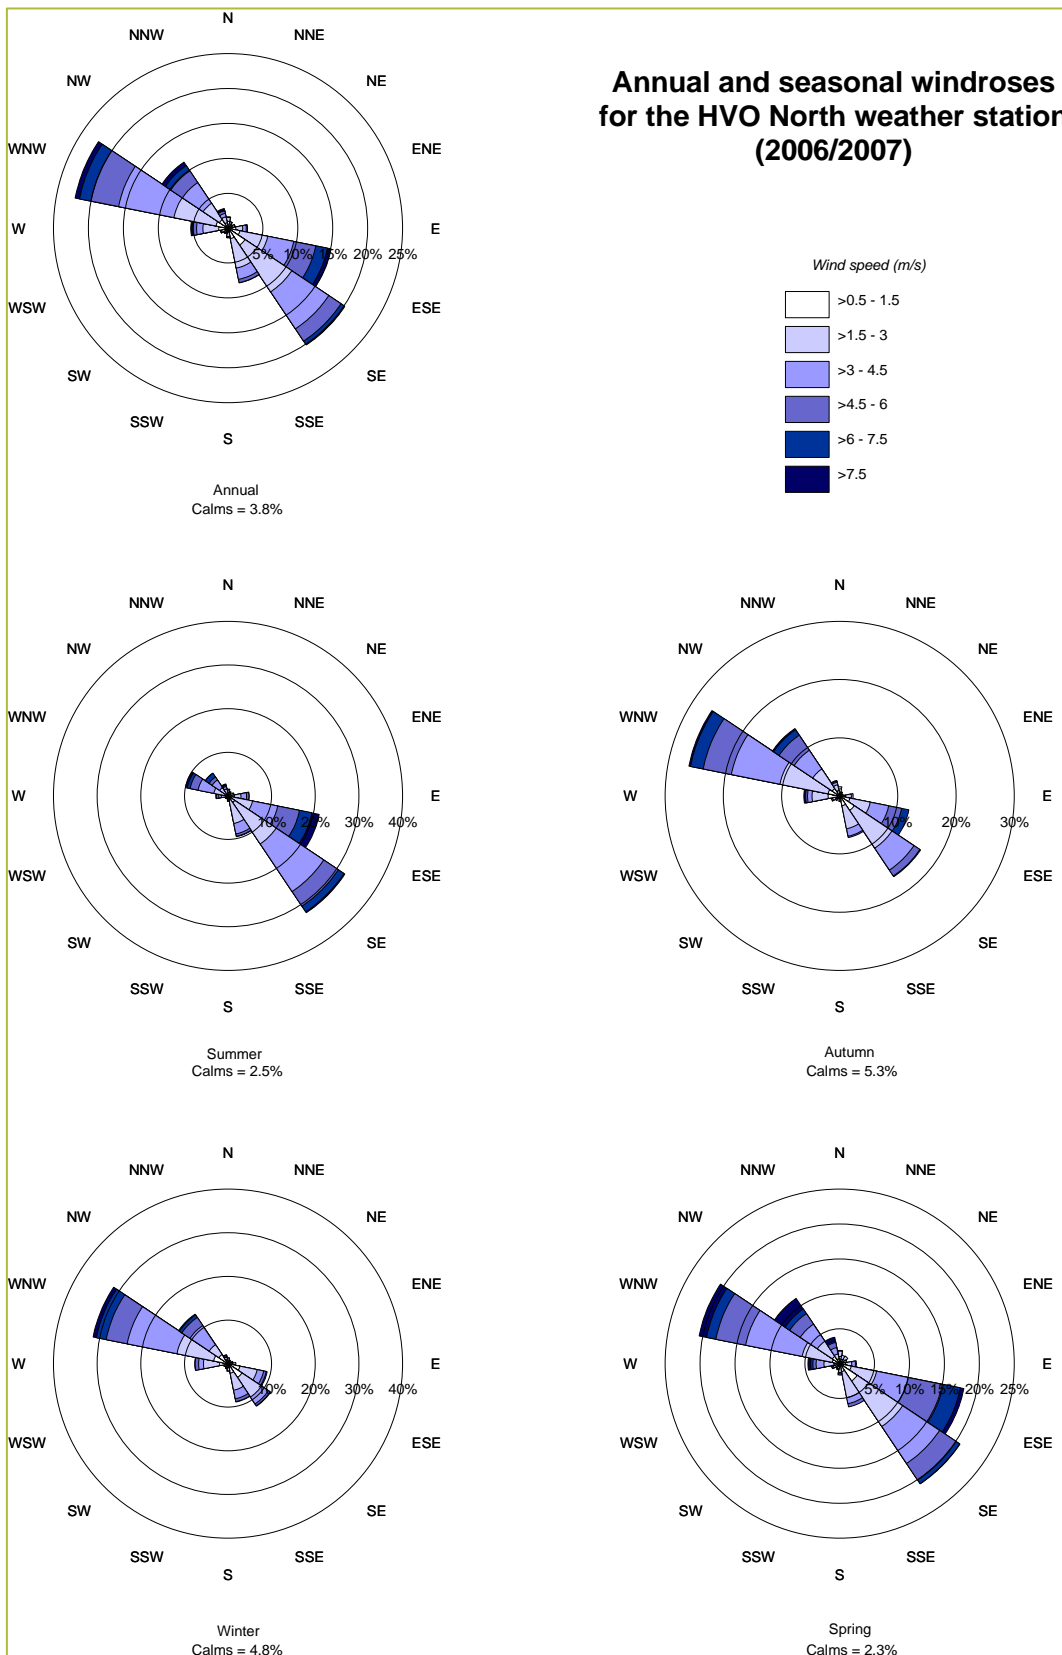 Annual and seasonal windroses
for the HVO North weather station
(2006/2007)
N
NNW NNE
NW NE
WNW ENE
W E
5% 10% 15% 20% 25%
WSW ESE
SW SE
SSW SSE
S
Annual
Calms = 3.8%
Wind speed (m/s)
>0.5 - 1.5
>1.5 - 3
>3 - 4.5
>4.5 - 6
>6 - 7.5
>7.5
N
NNW NNE
NW NE
WNW ENE
W E
10% 20% 30% 40%
WSW ESE
SW SE
SSW SSE
S
Summer
Calms = 2.5%
N
NNW NNE
NW NE
WNW ENE
W E
10% 20% 30%
WSW ESE
SW SE
SSW SSE
S
Autumn
Calms = 5.3%
N
NNW NNE
NW NE
WNW ENE
W E
10% 20% 30% 40%
WSW ESE
SW SE
SSW SSE
S
Winter
Calms = 4.8%
N
NNW NNE
NW NE
WNW ENE
W E
5% 10% 15% 20% 25%
WSW ESE
SW SE
SSW SSE
S
Spring
Calms = 2.3%